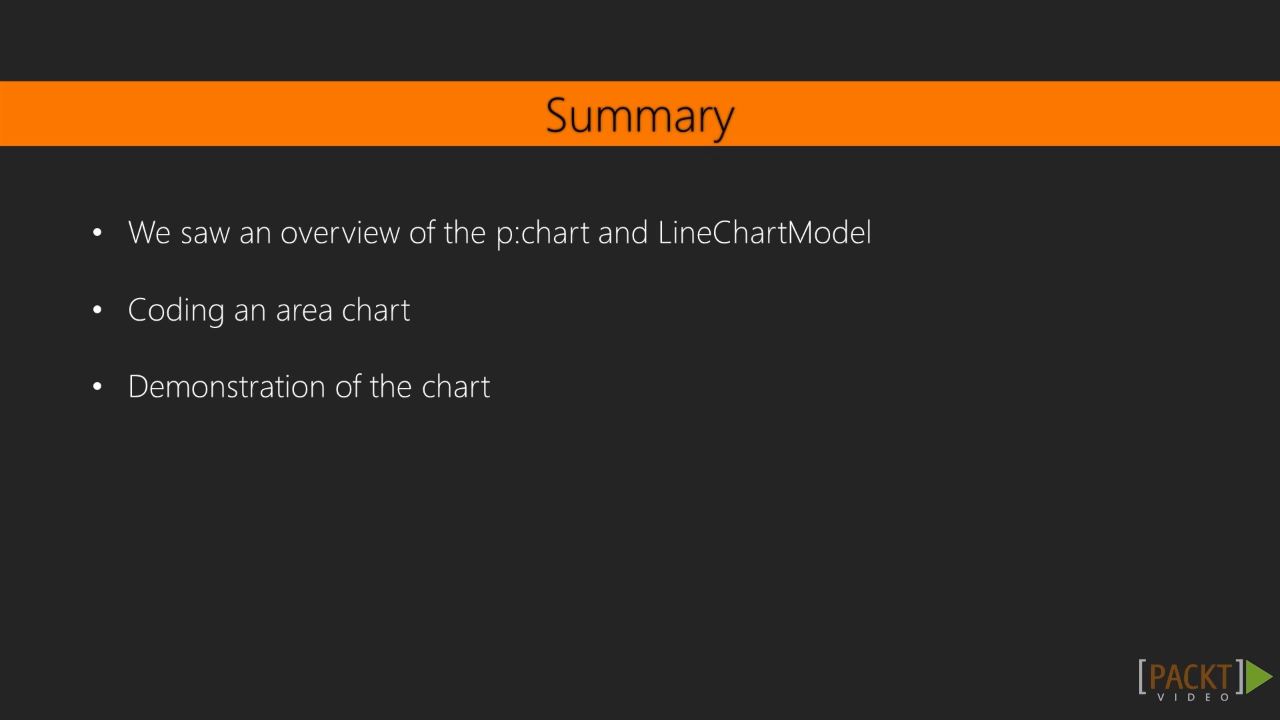 Summary
• We saw an overview of the p:chart and LineChartModel
• Coding an area chart
• Demonstration of the chart
[PACKT]
VIDEO